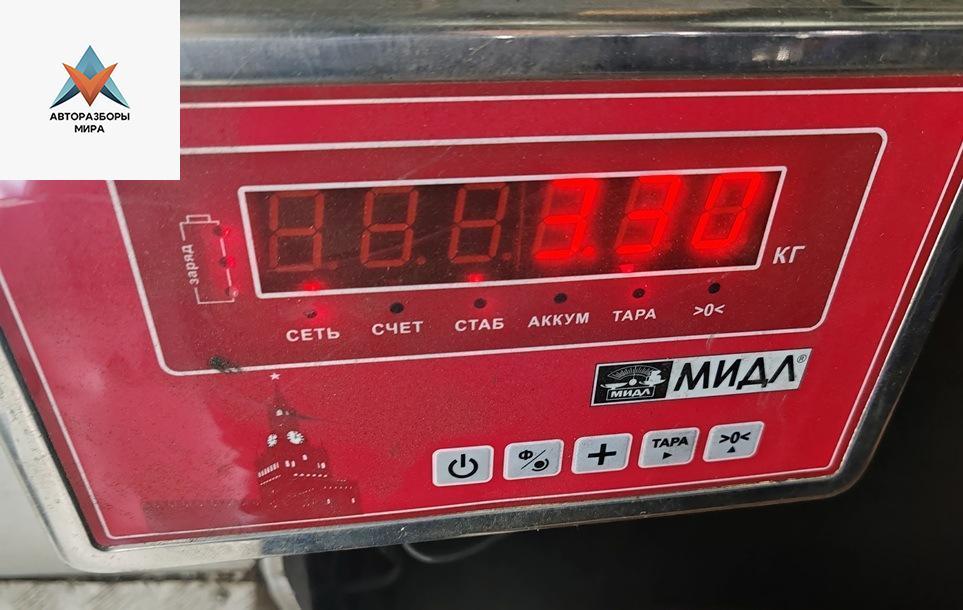 АВТОРАЗБОРЫ
МИРА
заряд
3.30
КГ
СЕТЬ СЧЕТ СТАБ АККУМ ТАРА >0<
МИДЛ МИДЛ®
Ф/ + ТАРА >0<